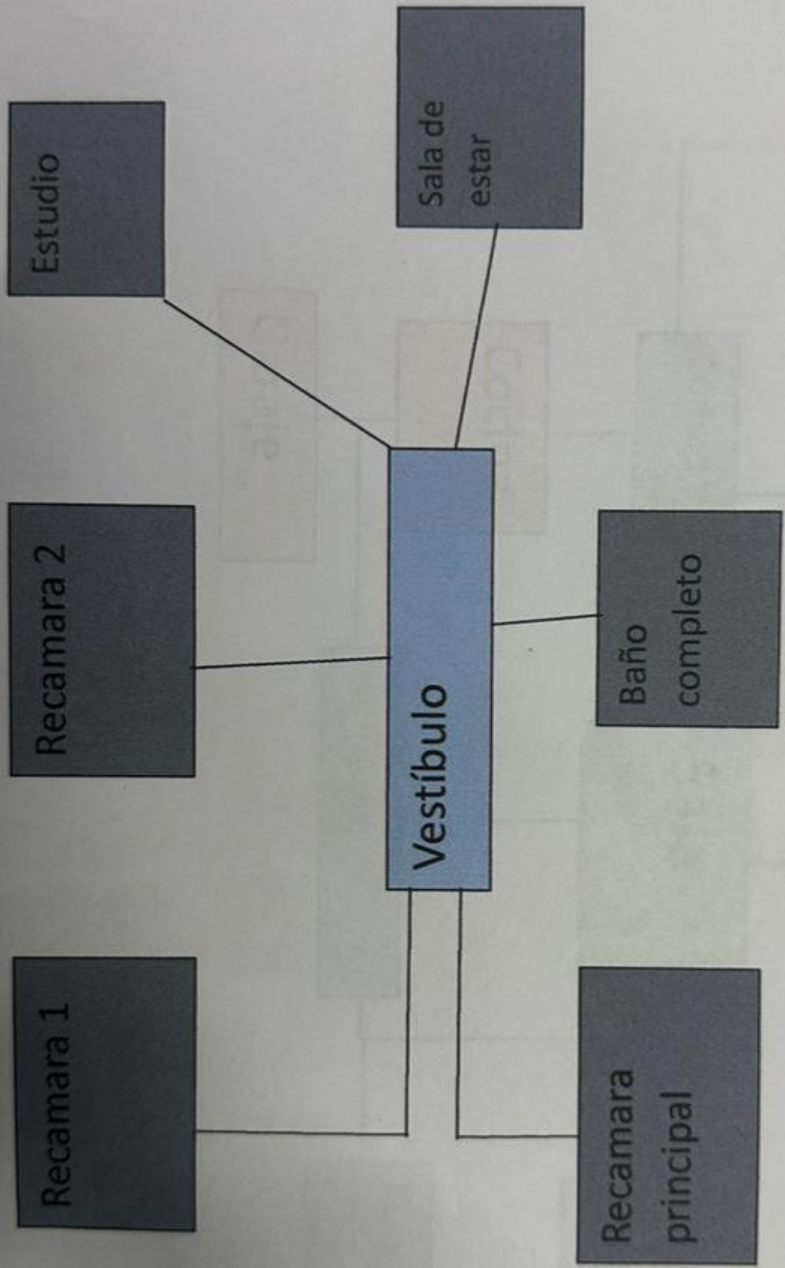 Recamara 1
Recamara 2
Estudio
Vestíbulo
Sala de
estar
Recamara
principal
Baño
completo